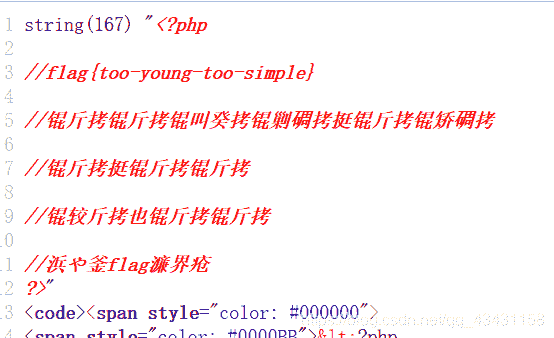 1 string(167) "<?php
2
3 //flag{too-young-too-simple}
4
5 //锟斤拷锟斤拷锟叫癸拷锟剿碉拷挺锟斤拷锟矫碉拷
6
7 //锟斤拷挺锟斤拷锟斤拷
8
9 //锟较斤拷也锟斤拷锟斤拷
10
11 //浜や釜flag濂界疮
12 ?>"
3 <code><span style="color: #000000">
4 <span style="color: #0000BB">&lt;?php